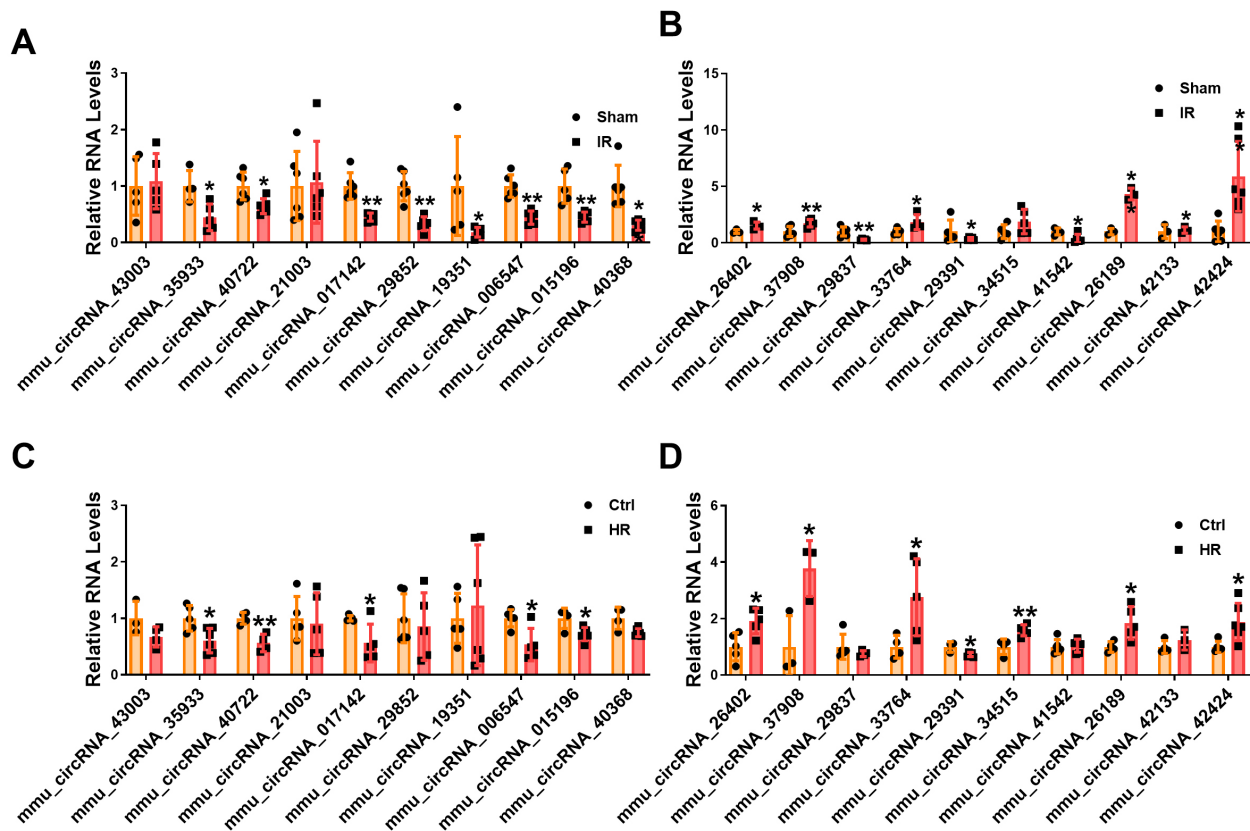 A
Relative RNA Levels
3
2
1
0
Sham
IR
* * ** ** * ** ** * *
mmu_circRNA_43003
mmu_circRNA_35933
mmu_circRNA_40722
mmu_circRNA_21003
mmu_circRNA_017142
mmu_circRNA_29852
mmu_circRNA_19351
mmu_circRNA_006547
mmu_circRNA_015196
mmu_circRNA_40368
B
Relative RNA Levels
15
10
5
0
Sham
IR
* ** ** * * * * * * * *
mmu_circRNA_26402
mmu_circRNA_37908
mmu_circRNA_29837
mmu_circRNA_33764
mmu_circRNA_29391
mmu_circRNA_34515
mmu_circRNA_41542
mmu_circRNA_26189
mmu_circRNA_42133
mmu_circRNA_42424
C
Relative RNA Levels
3
2
1
0
Ctrl
HR
* ** * * *
mmu_circRNA_43003
mmu_circRNA_35933
mmu_circRNA_40722
mmu_circRNA_21003
mmu_circRNA_017142
mmu_circRNA_29852
mmu_circRNA_19351
mmu_circRNA_006547
mmu_circRNA_015196
mmu_circRNA_40368
D
Relative RNA Levels
6
4
2
0
Ctrl
HR
* * * * ** * *
mmu_circRNA_26402
mmu_circRNA_37908
mmu_circRNA_29837
mmu_circRNA_33764
mmu_circRNA_29391
mmu_circRNA_34515
mmu_circRNA_41542
mmu_circRNA_26189
mmu_circRNA_42133
mmu_circRNA_42424